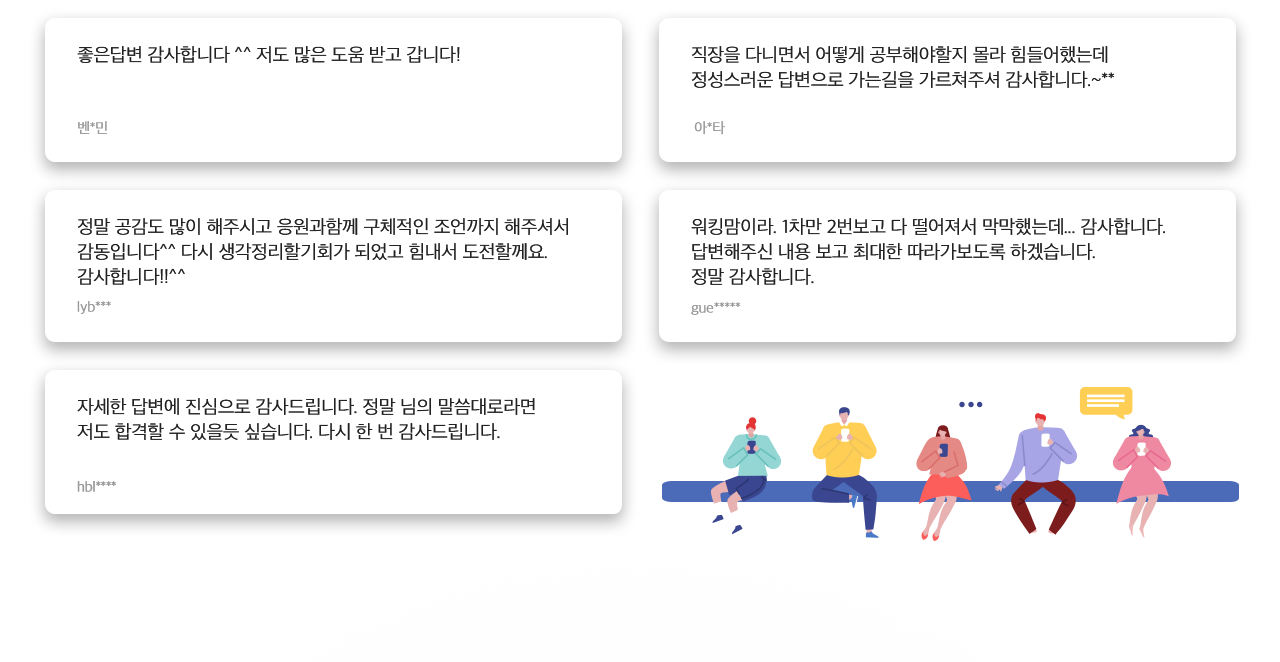 좋은답변 감사합니다 ^^ 저도 많은 도움 받고 갑니다!
벤*민
직장을 다니면서 어떻게 공부해야할지 몰라 힘들어했는데
정성스러운 답변으로 가는길을 가르쳐주셔 감사합니다.~**
아*타
정말 공감도 많이 해주시고 응원과함께 구체적인 조언까지 해주셔서
감동입니다^^ 다시 생각정리할기회가 되었고 힘내서 도전할께요.
감사합니다!!^^
lyb***
워킹맘이라. 1차만 2번보고 다 떨어져서 막막했는데... 감사합니다.
답변해주신 내용 보고 최대한 따라가보도록 하겠습니다.
정말 감사합니다.
gue*****
자세한 답변에 진심으로 감사드립니다. 정말 님의 말씀대로라면
저도 합격할 수 있을듯 싶습니다. 다시 한 번 감사드립니다.
hbl****